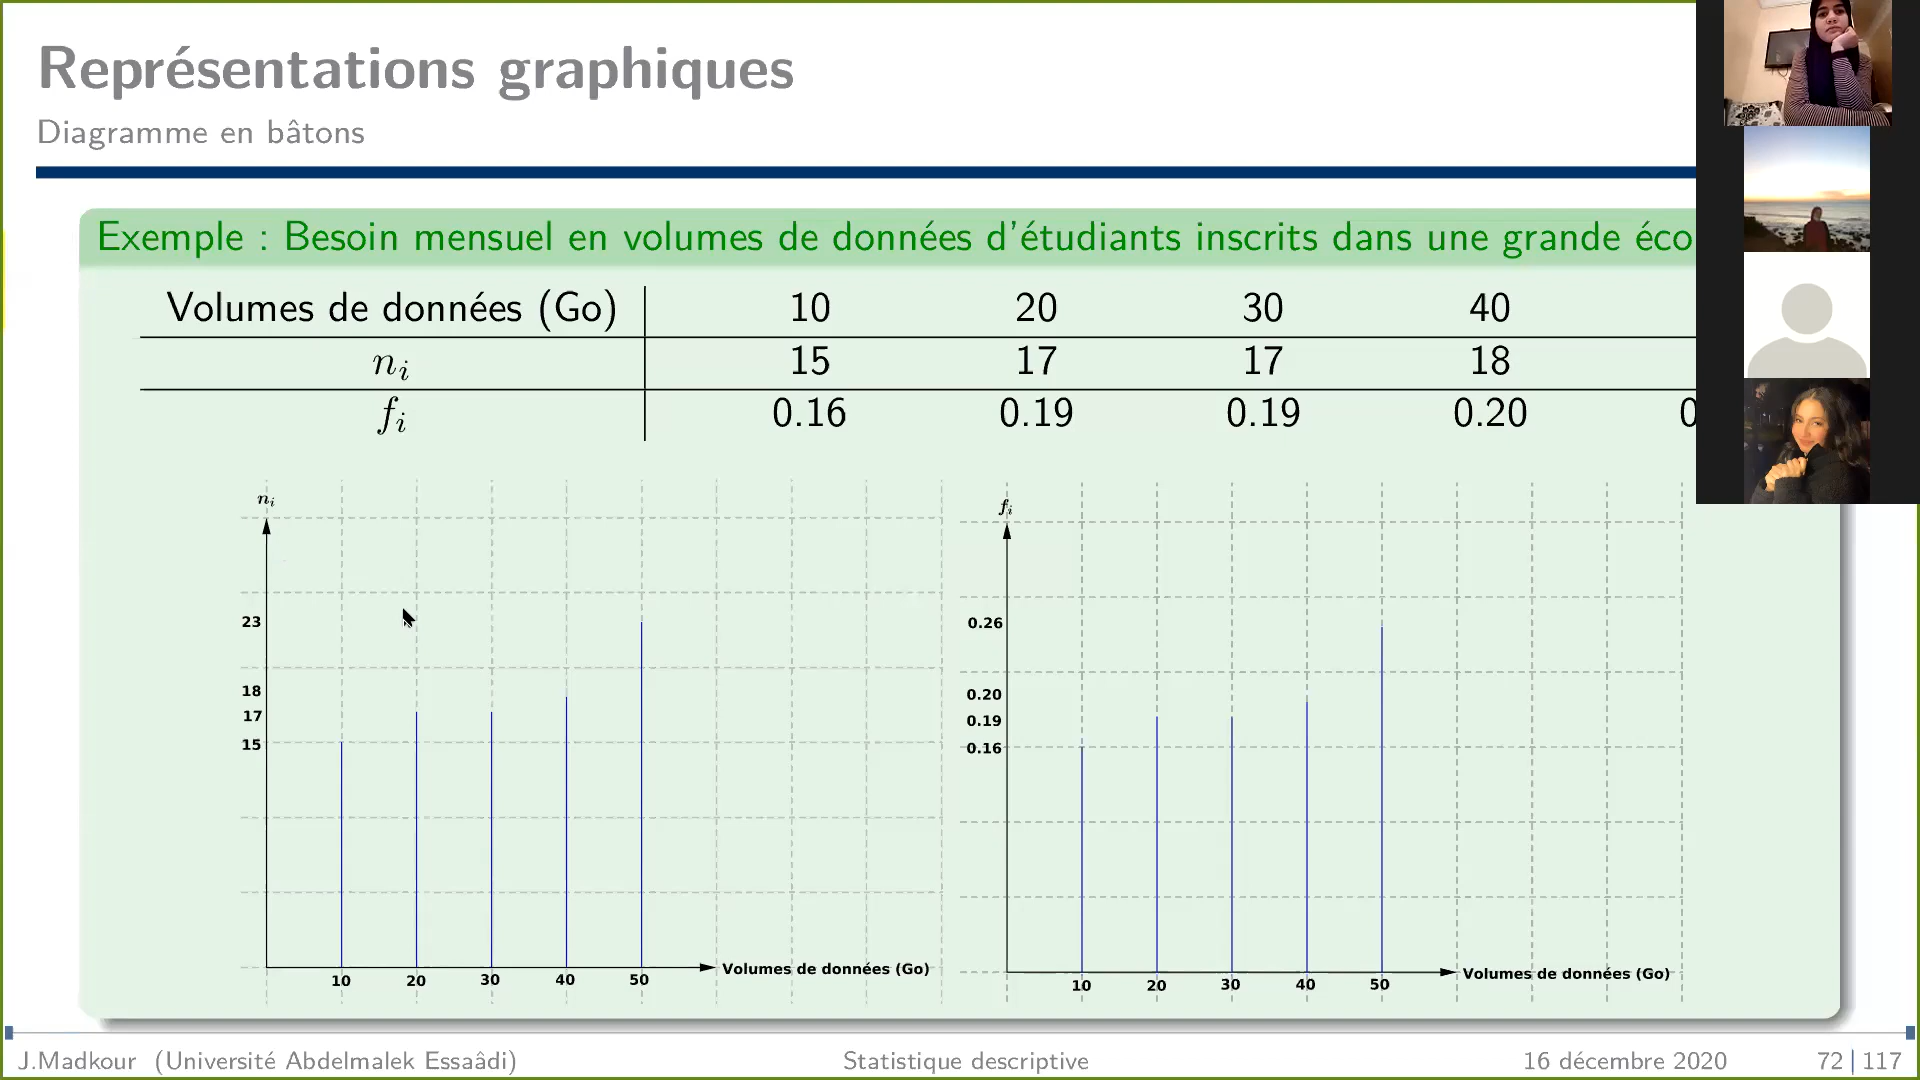 Représentations graphiques
Diagramme en bâtons
Exemple : Besoin mensuel en volumes de données d'étudiants inscrits dans une grande éco
Volumes de données (Go) 10 20 30 40
n_i 15 17 17 18
f_i 0.16 0.19 0.19 0.20 0
n_i
23
18
17
15
10 20 30 40 50
Volumes de données (Go)
f_i
0.26
0.20
0.19
0.16
10 20 30 40 50
Volumes de données (Go)
J.Madkour (Université Abdelmalek Essaâdi) Statistique descriptive 16 décembre 2020 72 | 117